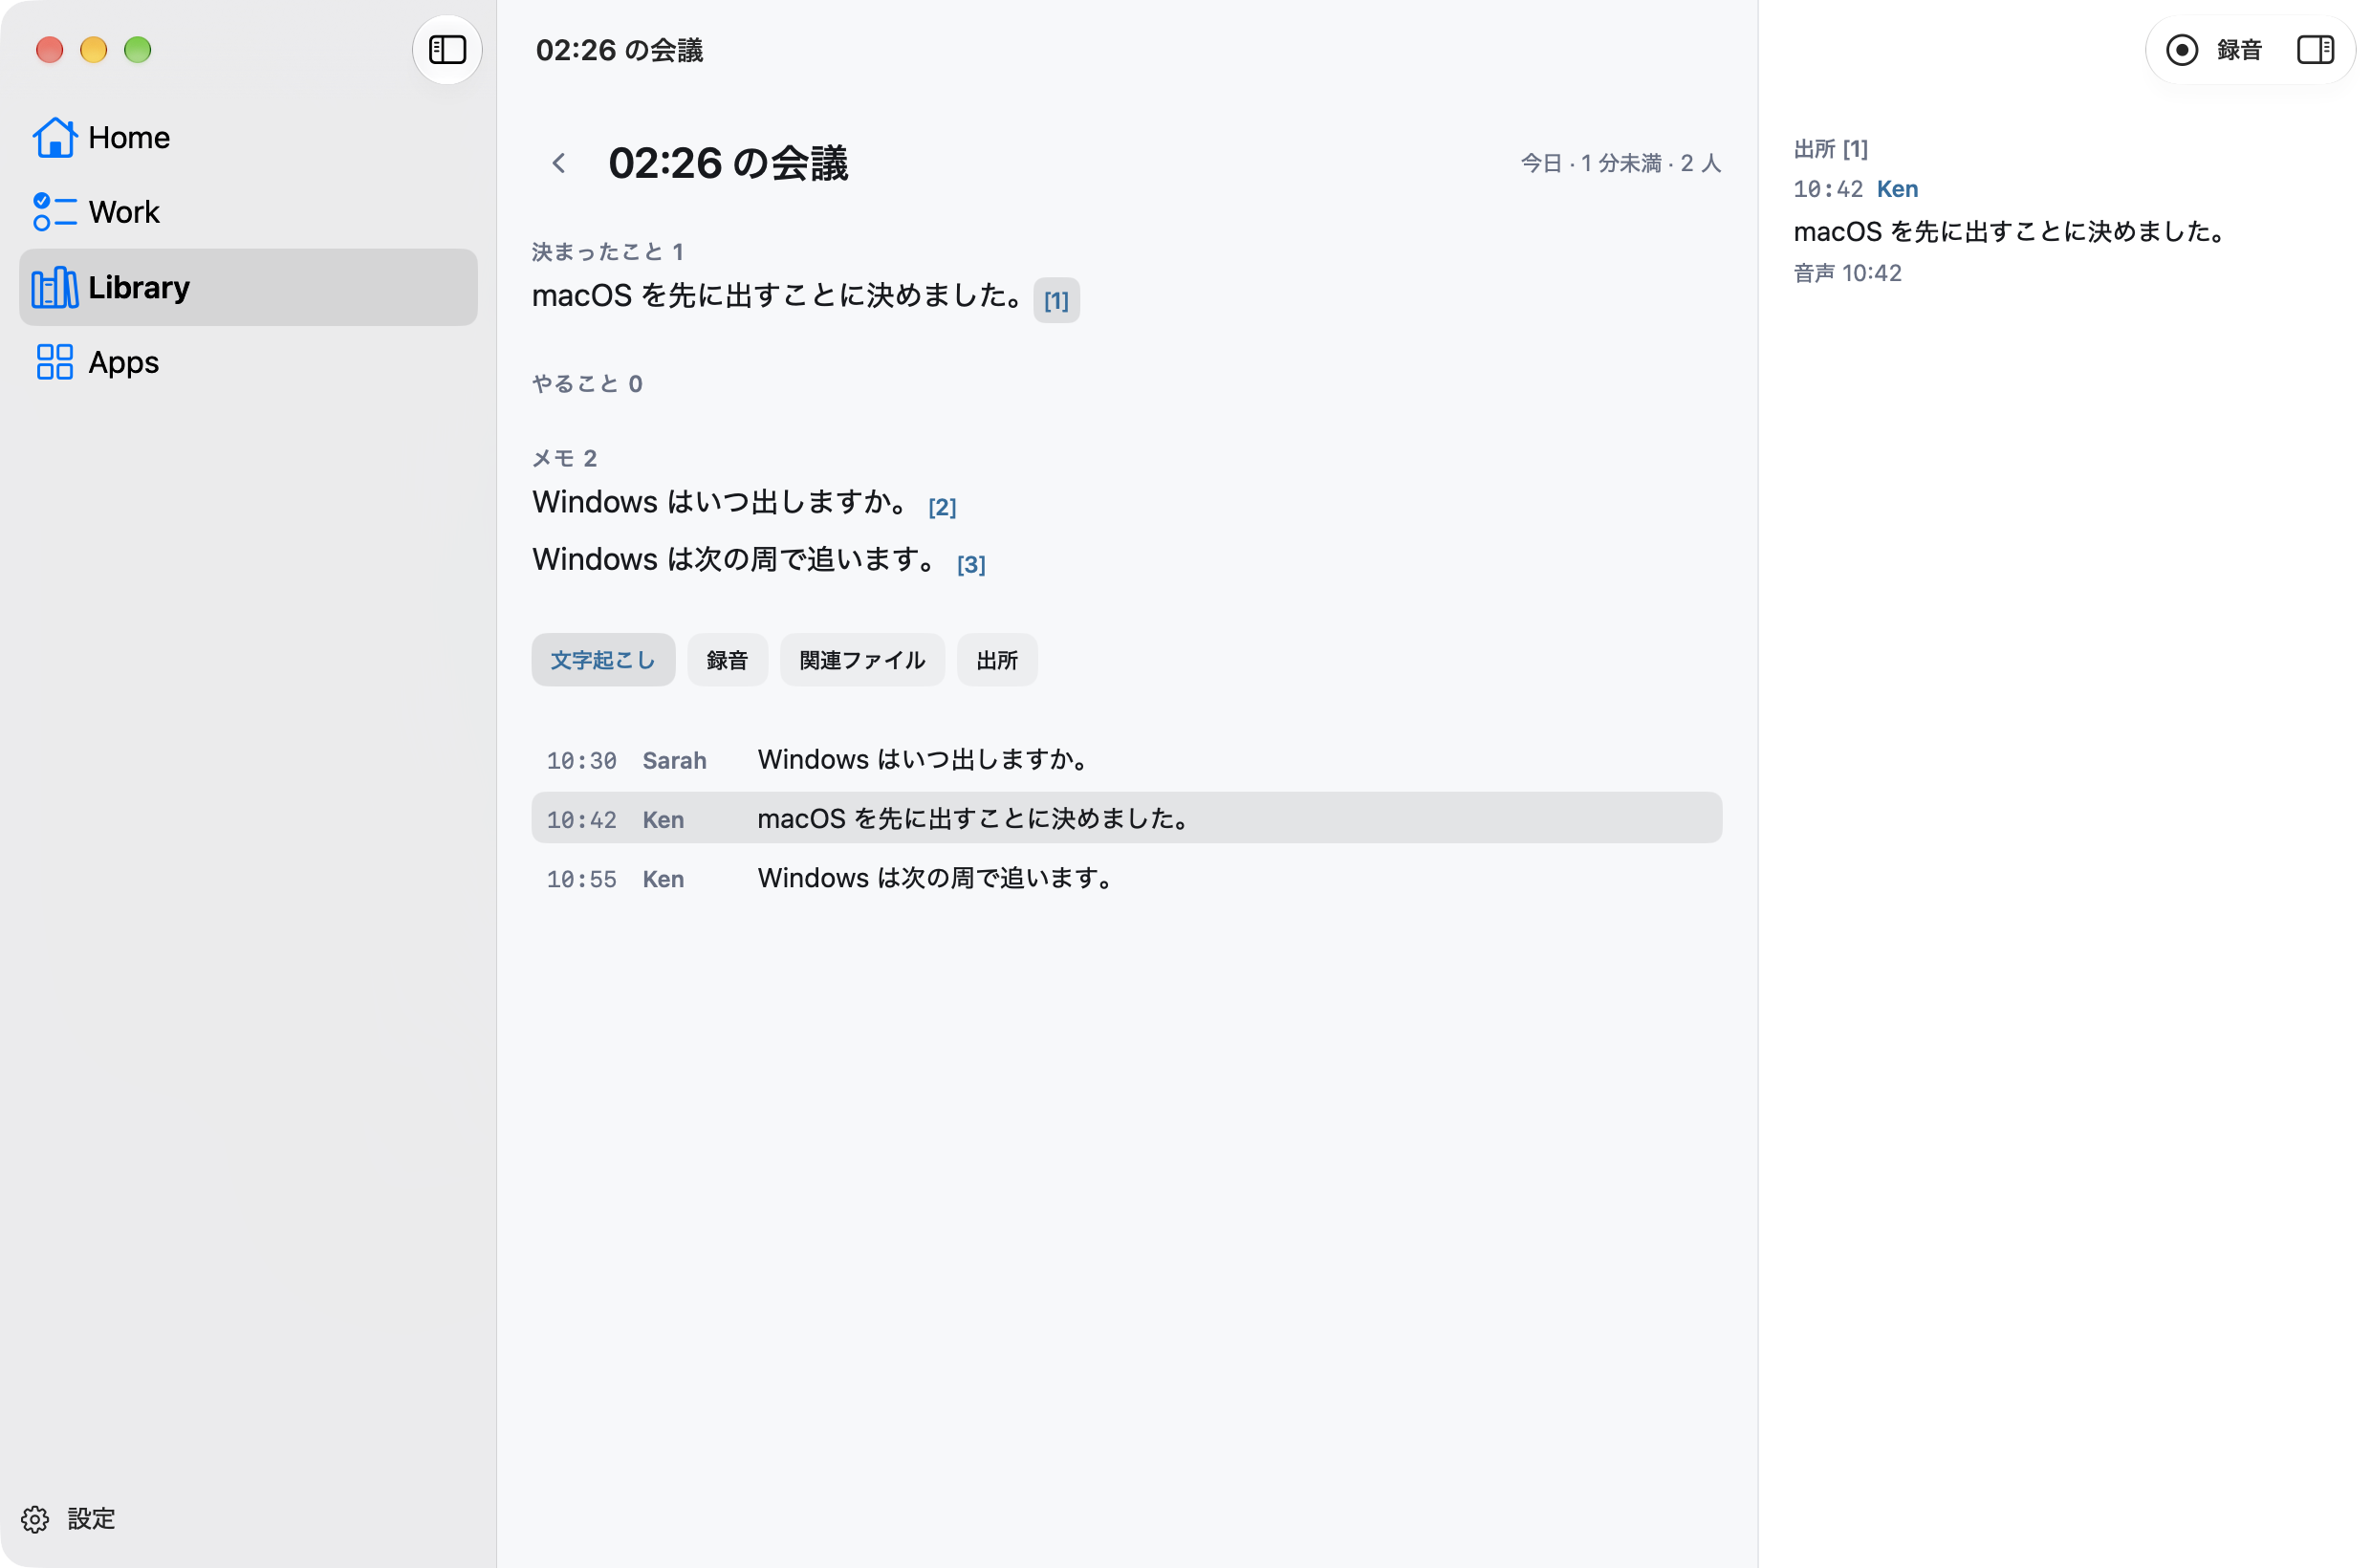 Home
Work
Library
Apps
設定
02:26 の会議
02:26 の会議
今日 · 1 分未満 · 2 人
決まったこと 1
macOS を先に出すことに決めました。 [1]
やること 0
メモ 2
Windows はいつ出しますか。 [2]
Windows は次の周で追います。 [3]
文字起こし 録音 関連ファイル 出所
10:30 Sarah Windows はいつ出しますか。
10:42 Ken macOS を先に出すことに決めました。
10:55 Ken Windows は次の周で追います。
録音
出所 [1]
10:42 Ken
macOS を先に出すことに決めました。
音声 10:42